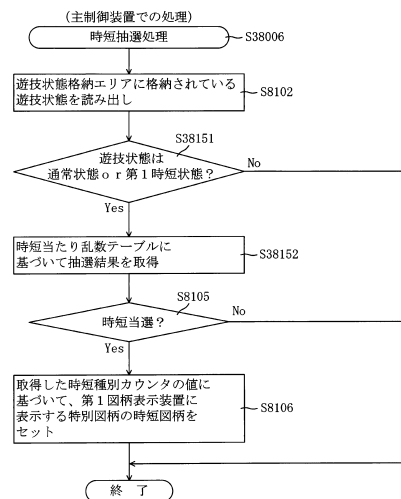 (主制御装置での処理)
時短抽選処理
S38006
遊技状態格納エリアに格納されている
遊技状態を読み出し
S8102
S38151
遊技状態は
通常状態or第1時短状態?
No
Yes
時短当たり乱数テーブルに
基づいて抽選結果を取得
S38152
S8105
時短当選?
No
Yes
取得した時短種別カウンタの値に
基づいて、第1図柄表示装置に
表示する特別図柄の時短図柄を
セット
S8106
終 了